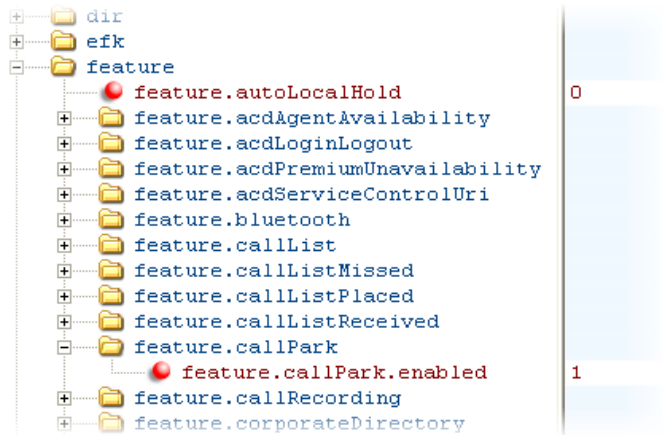 dir
efk
feature
feature.autoLocalHold 0
feature.acdAgentAvailability
feature.acdLoginLogout
feature.acdPremiumUnavailability
feature.acdServiceControlUri
feature.bluetooth
feature.callList
feature.callListMissed
feature.callListPlaced
feature.callListReceived
feature.callPark
feature.callPark.enabled 1
feature.callRecording
feature.corporateDirectory